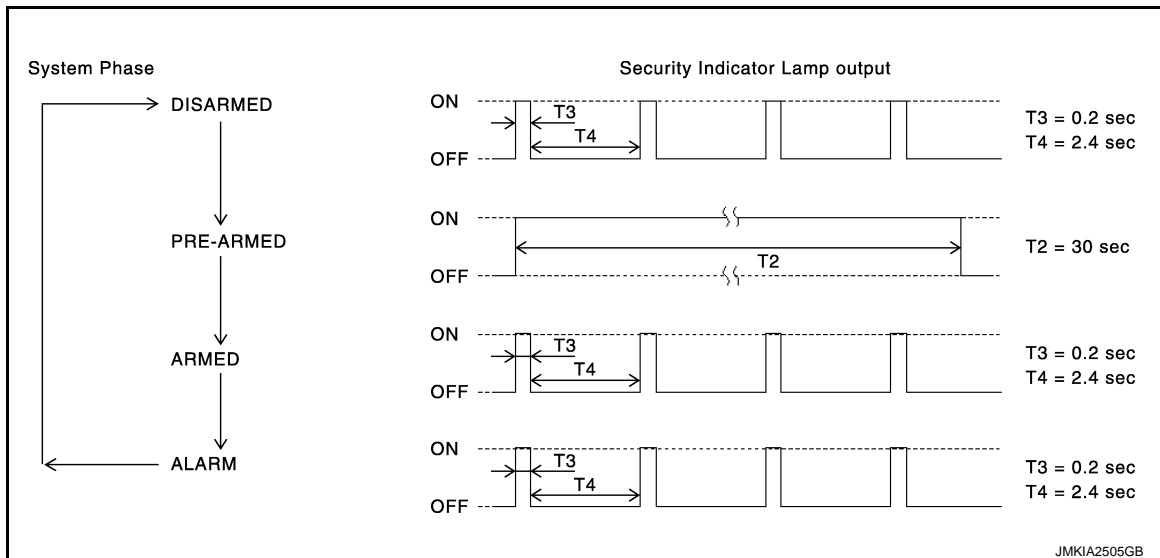 System Phase
Security Indicator Lamp output
DISARMED
ON
OFF
T3
T4
T3 = 0.2 sec
T4 = 2.4 sec
PRE-ARMED
ON
OFF
T2
T2 = 30 sec
ARMED
ON
OFF
T3
T4
T3 = 0.2 sec
T4 = 2.4 sec
ALARM
ON
OFF
T3
T4
T3 = 0.2 sec
T4 = 2.4 sec
JMKIA2505GB